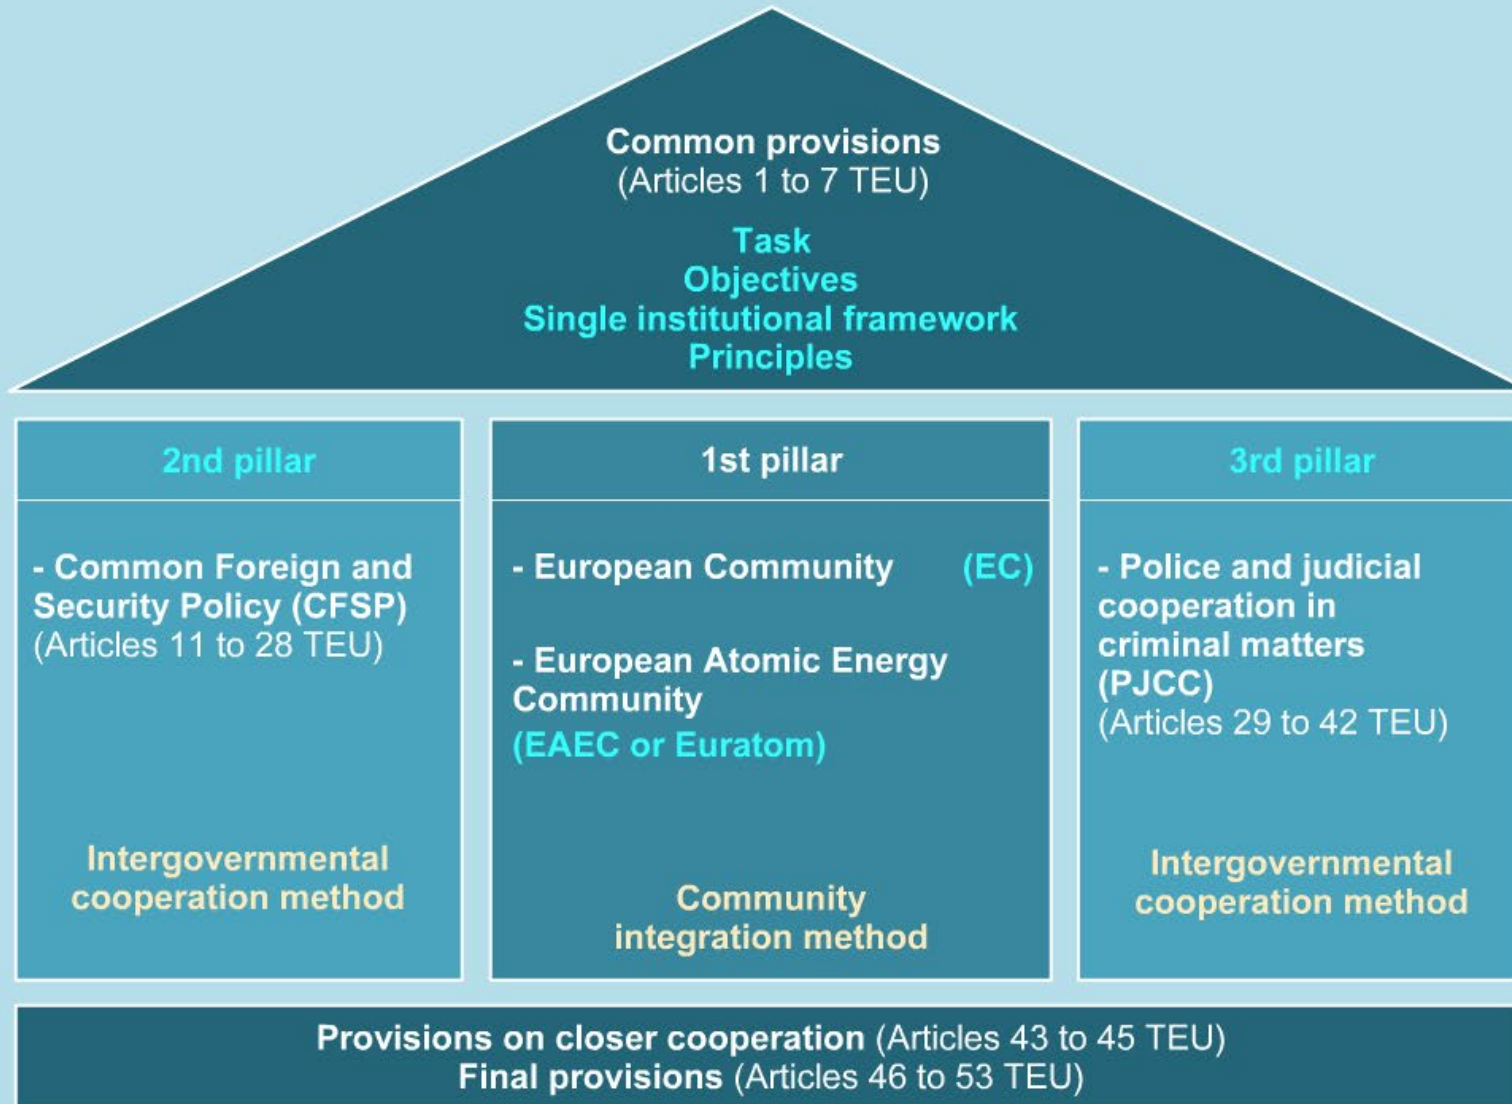 Common provisions
(Articles 1 to 7 TEU)
Task
Objectives
Single institutional framework
Principles
2nd pillar
- Common Foreign and
Security Policy (CFSP)
(Articles 11 to 28 TEU)
Intergovernmental
cooperation method
1st pillar
- European Community (EC)
- European Atomic Energy
Community
(EAEC or Euratom)
Community
integration method
3rd pillar
- Police and judicial
cooperation in
criminal matters
(PJCC)
(Articles 29 to 42 TEU)
Intergovernmental
cooperation method
Provisions on closer cooperation (Articles 43 to 45 TEU)
Final provisions (Articles 46 to 53 TEU)